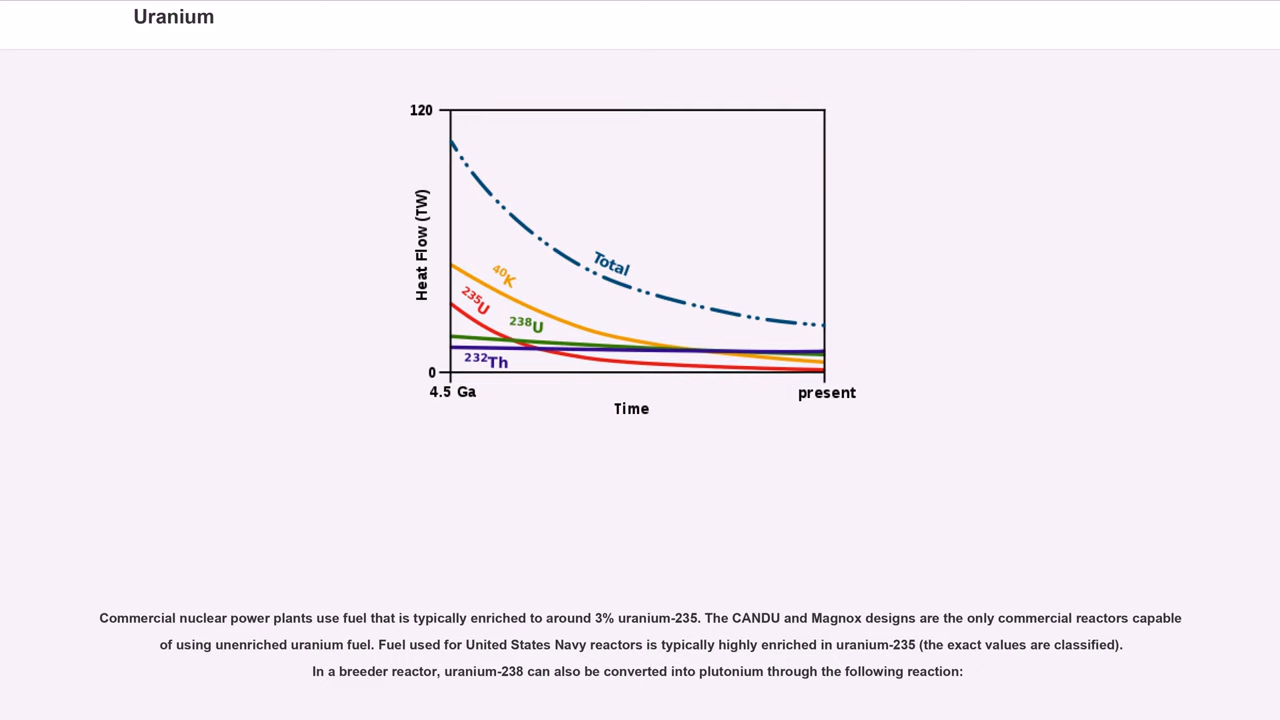 Uranium
120
Heat Flow (TW)
Total
40K
235U
238U
232Th
0
4.5 Ga
present
Time
Commercial nuclear power plants use fuel that is typically enriched to around 3% uranium-235. The CANDU and Magnox designs are the only commercial reactors capable
of using unenriched uranium fuel. Fuel used for United States Navy reactors is typically highly enriched in uranium-235 (the exact values are classified).
In a breeder reactor, uranium-238 can also be converted into plutonium through the following reaction: